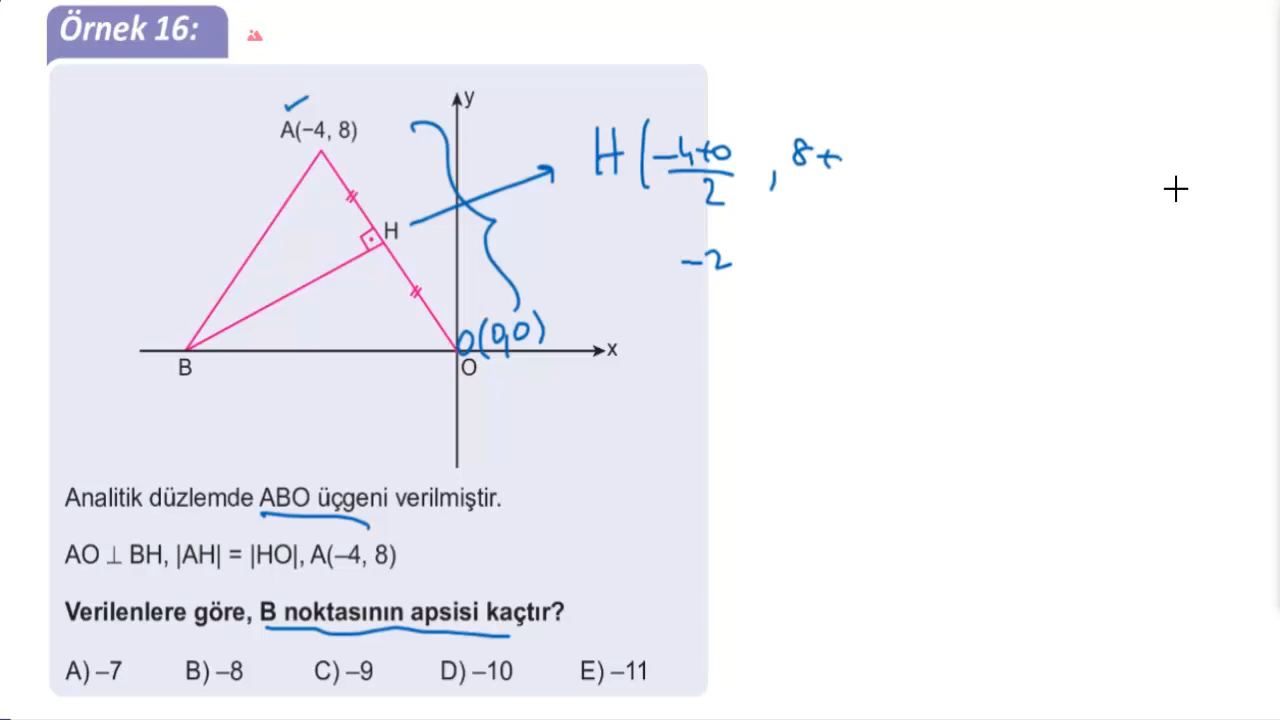 Örnek 16:
y
A(−4, 8)
H
H ( −4+0 / 2 , 8+
−2
O(0,0)
x
B
O
Analitik düzlemde ABO üçgeni verilmiştir.
AO ⊥ BH, |AH| = |HO|, A(−4, 8)
Verilenlere göre, B noktasının apsisi kaçtır?
A) −7 B) −8 C) −9 D) −10 E) −11